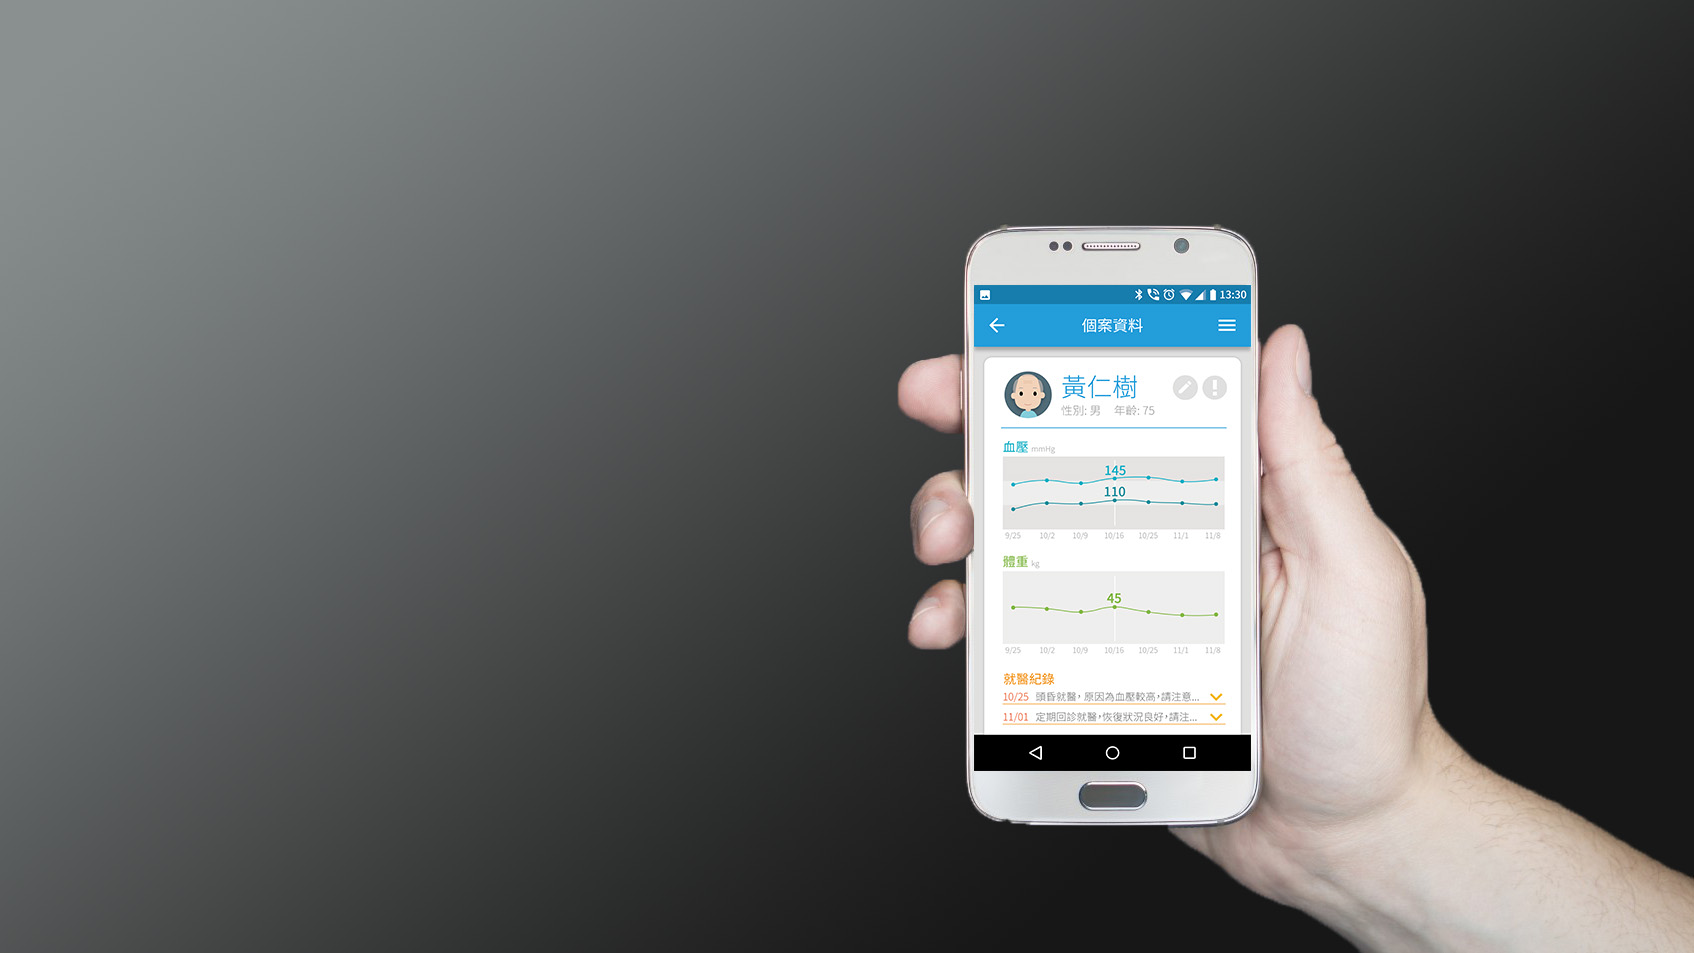 13:30
個案資料
黃仁樹
性別: 男 年齡: 75
血壓 mmHg
145
110
9/25 10/2 10/9 10/16 10/25 11/1 11/8
體重 kg
45
9/25 10/2 10/9 10/16 10/25 11/1 11/8
就醫紀錄
10/25 頭昏就醫，原因為血壓較高，請注意...
11/01 定期回診就醫，恢復狀況良好，請注...